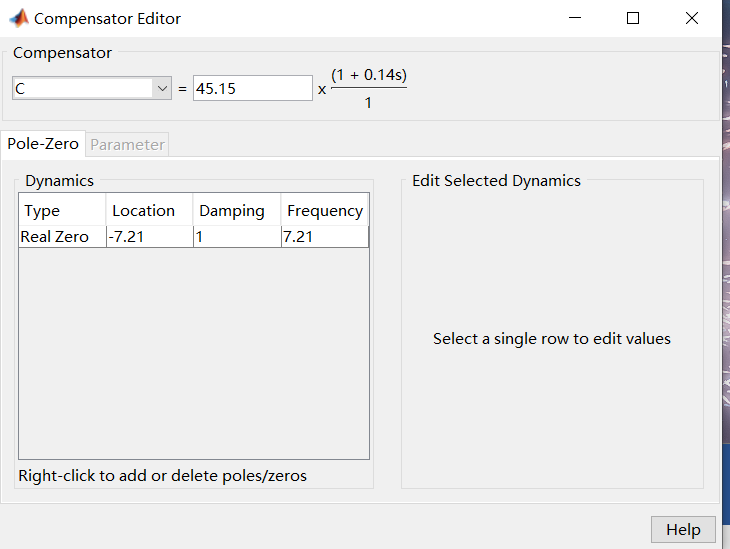 Compensator Editor
Compensator
C = 45.15 x (1 + 0.14s)
1
Pole-Zero Parameter
Dynamics
Type Location Damping Frequency
Real Zero -7.21 1 7.21
Right-click to add or delete poles/zeros
Edit Selected Dynamics
Select a single row to edit values
Help